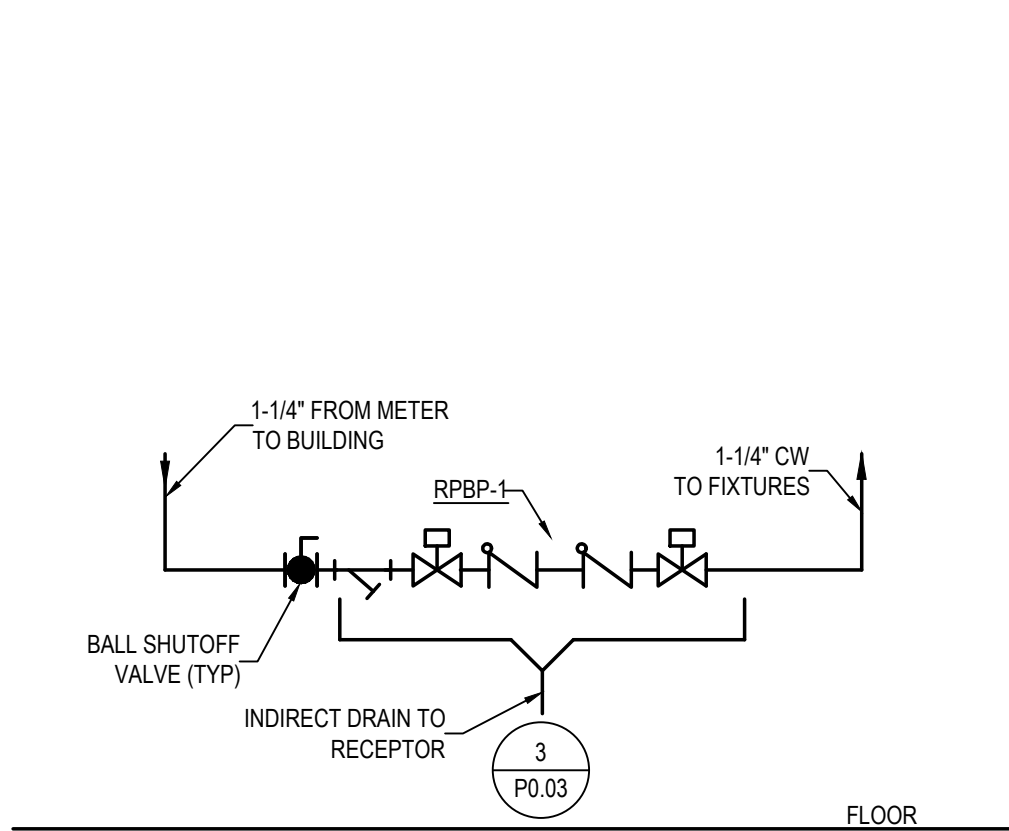 1-1/4" FROM METER
TO BUILDING
1-1/4" CW
TO FIXTURES
RPBP-1
BALL SHUTOFF
VALVE (TYP)
INDIRECT DRAIN TO
RECEPTOR
3
P0.03
FLOOR